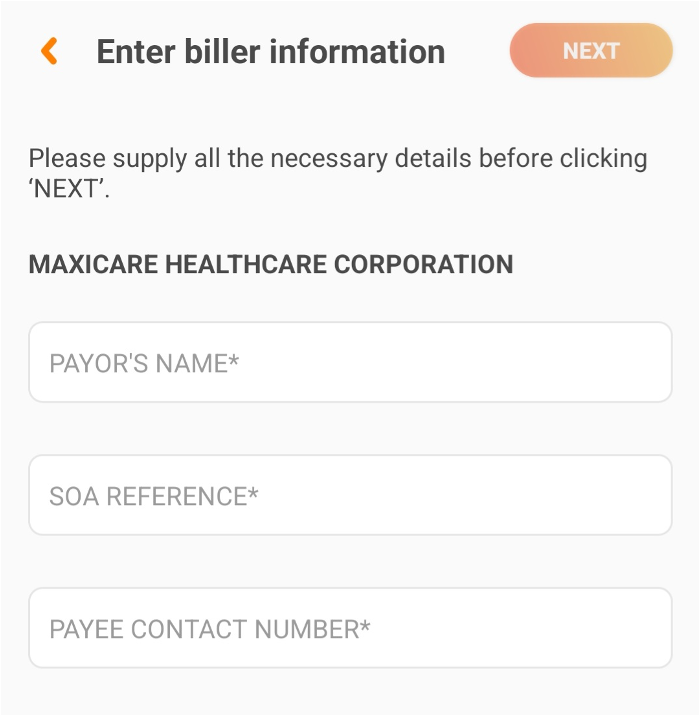 Enter biller information
NEXT
Please supply all the necessary details before clicking
‘NEXT’.
MAXICARE HEALTHCARE CORPORATION
PAYOR'S NAME*
SOA REFERENCE*
PAYEE CONTACT NUMBER*